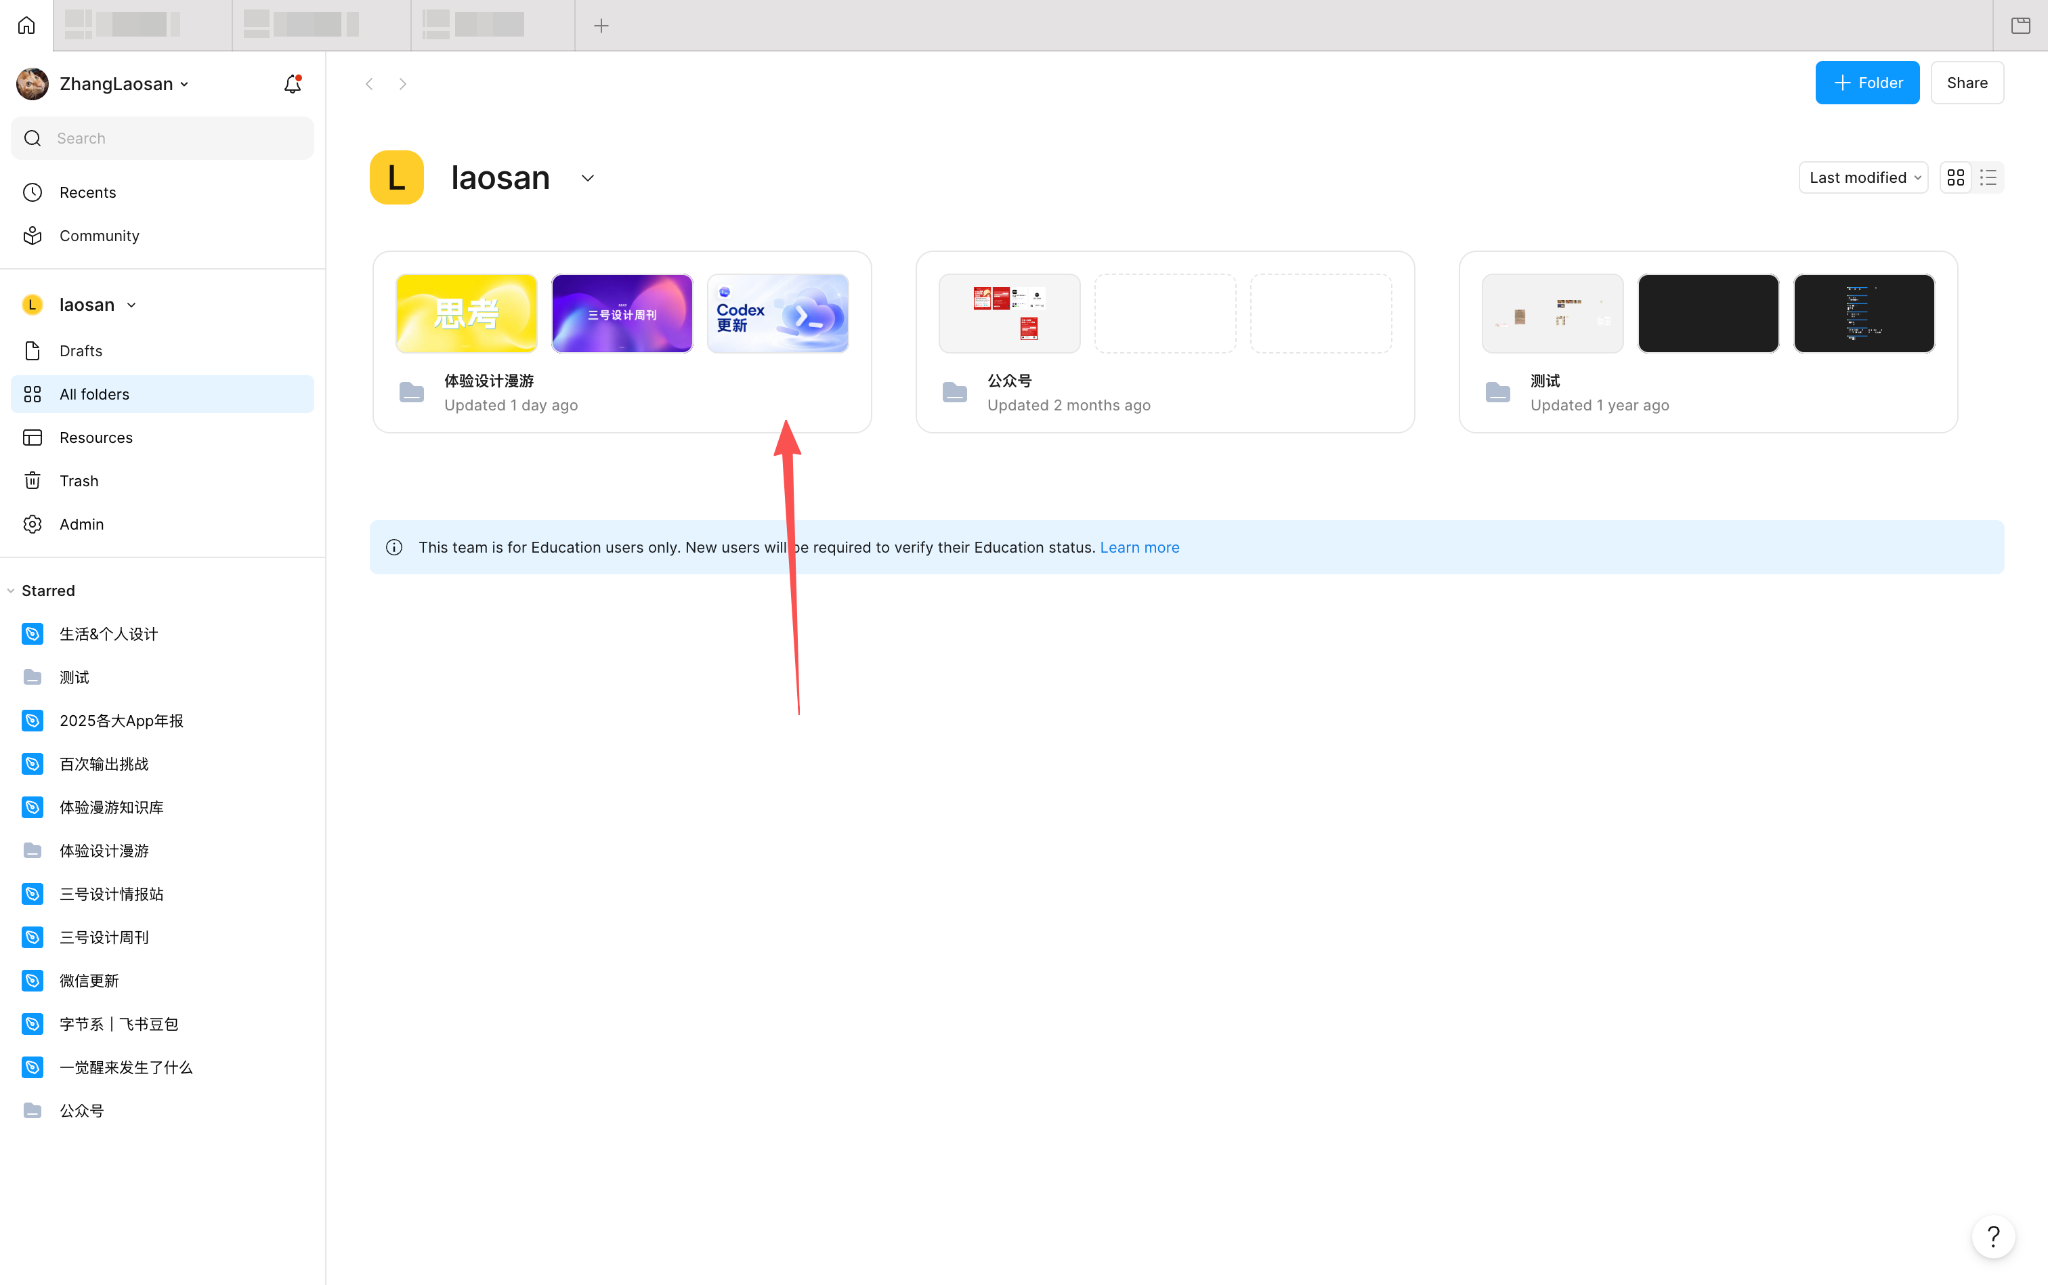 ZhangLaosan
Search
Recents
Community
L laosan
Drafts
All folders
Resources
Trash
Admin
Starred
生活&个人设计
测试
2025各大App年报
百次输出挑战
体验漫游知识库
体验设计漫游
三号设计情报站
三号设计周刊
微信更新
字节系｜飞书豆包
一觉醒来发生了什么
公众号
Folder
Share
L laosan
Last modified
思考
三号设计周刊
Codex
更新
体验设计漫游
Updated 1 day ago
公众号
Updated 2 months ago
测试
Updated 1 year ago
This team is for Education users only. New users will be required to verify their Education status. Learn more
?